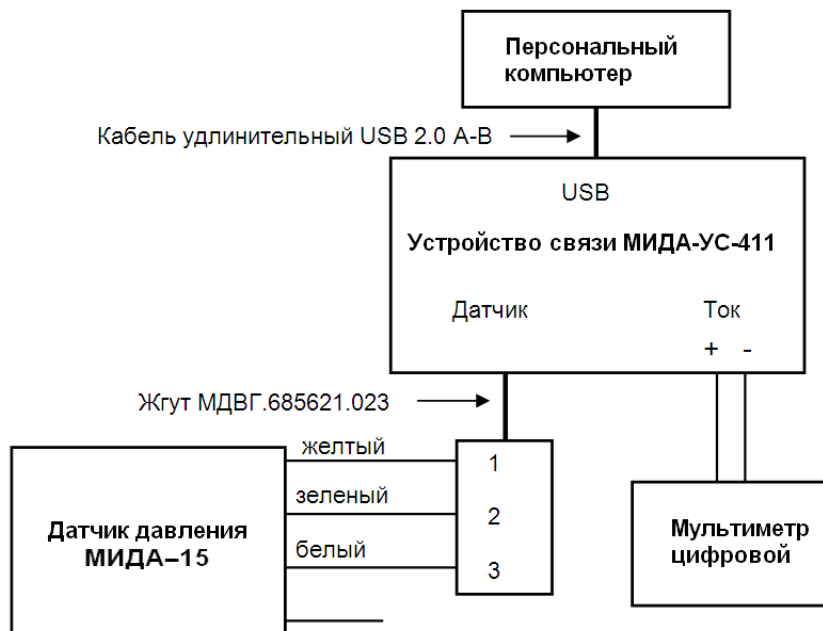 Персональный
компьютер
Кабель удлинительный USB 2.0 A-B
USB
Устройство связи МИДА-УС-411
Датчик
Ток
+ -
Жгут МДВГ.685621.023
желтый
1
зеленый
2
белый
3
Датчик давления
МИДА–15
Мультиметр
цифровой